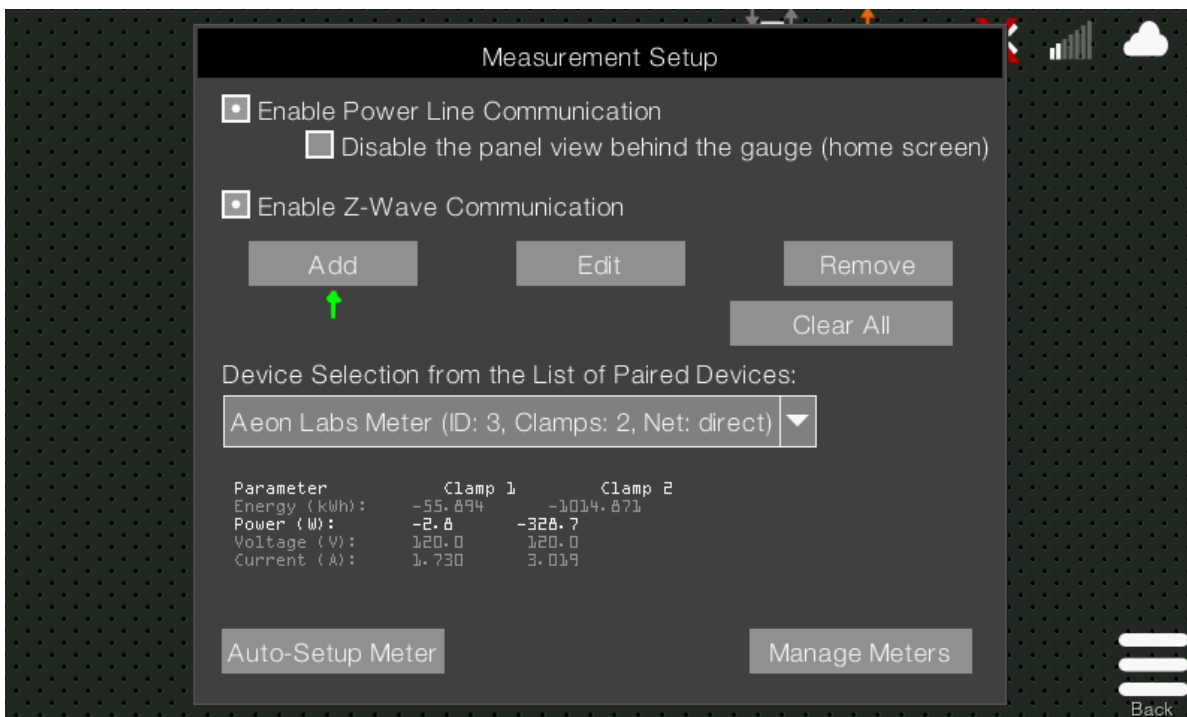 Measurement Setup
Enable Power Line Communication
Disable the panel view behind the gauge (home screen)
Enable Z-Wave Communication
Add Edit Remove
Clear All
Device Selection from the List of Paired Devices:
Aeon Labs Meter (ID: 3, Clamps: 2, Net: direct)
Parameter Clamp 1 Clamp 2
Energy (kWh): -55.894 -1014.871
Power (W): -2.8 -328.7
Voltage (V): 120.0 120.0
Current (A): 1.730 3.019
Auto-Setup Meter Manage Meters
Back